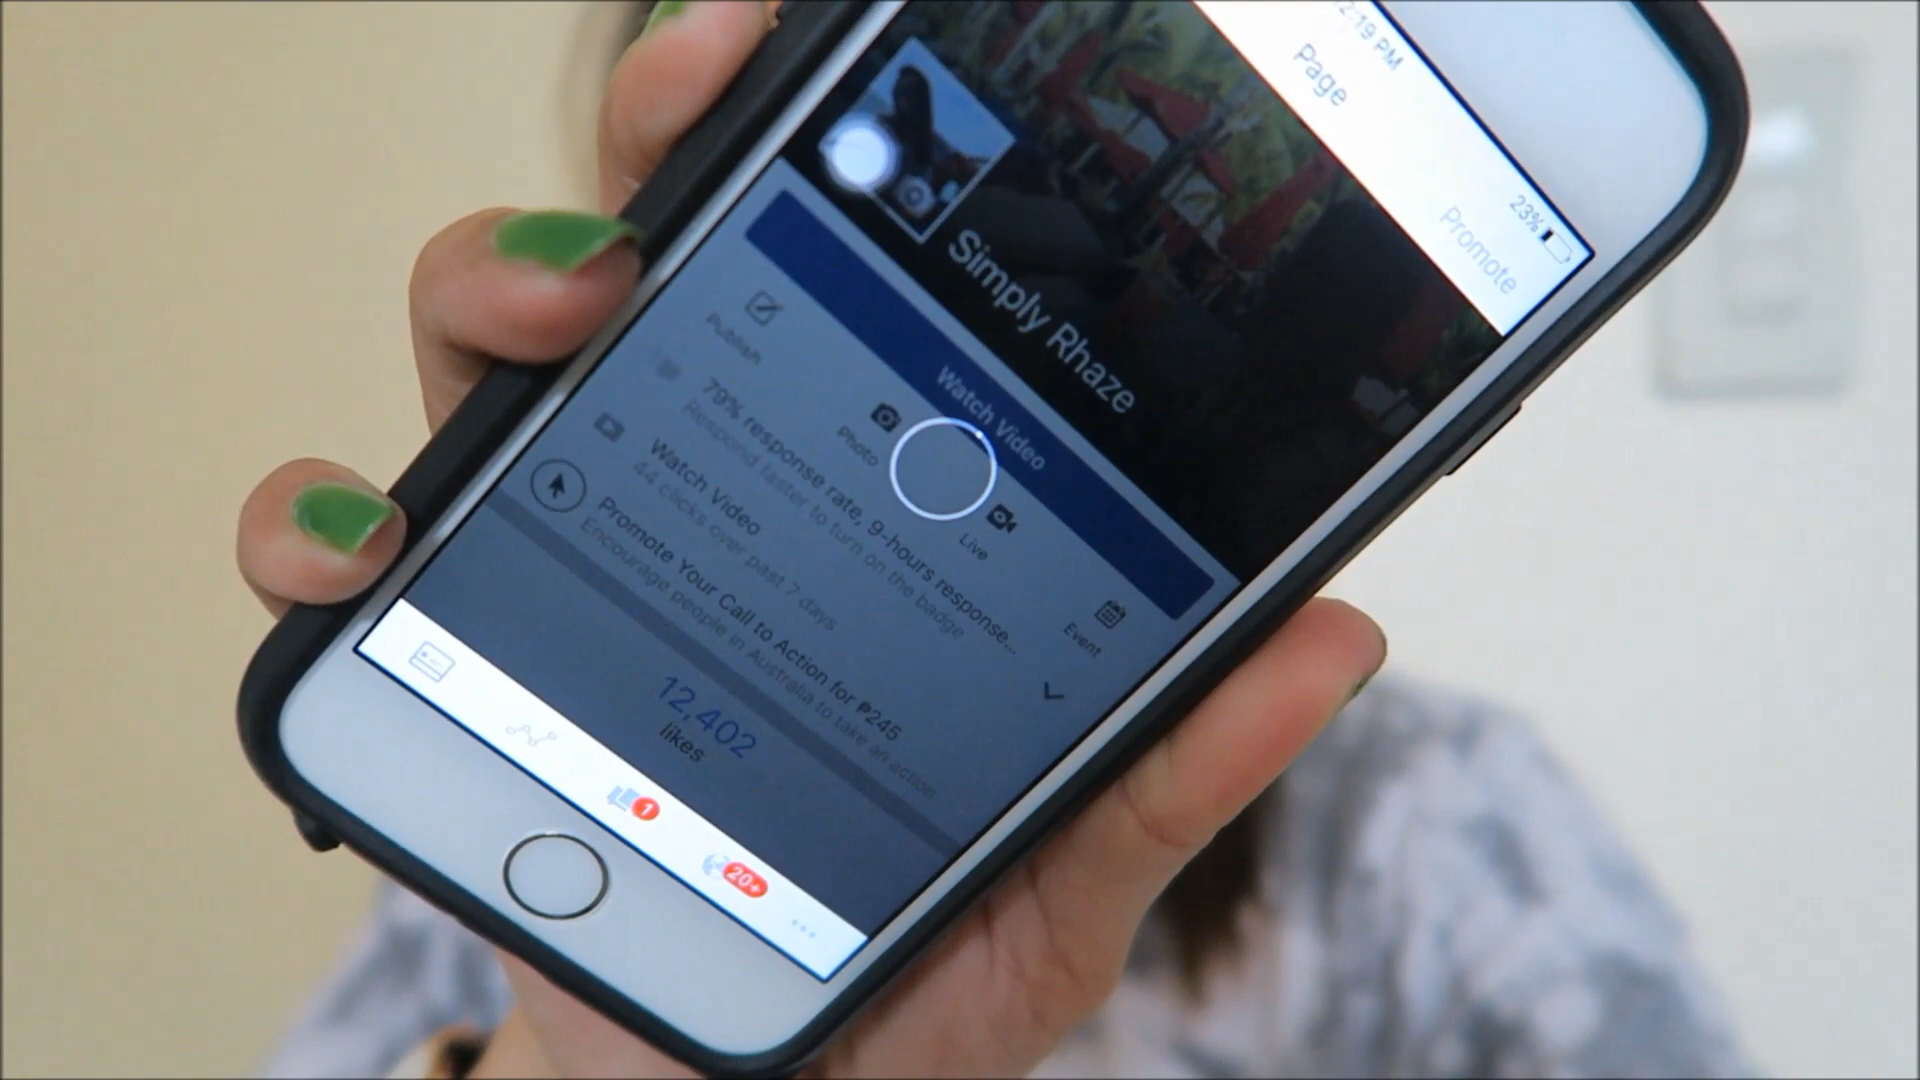 2:19 PM
23%
Page
Promote
Simply Rhaze
Watch Video
Publish
Photo
Live
Event
79% response rate, 9-hours response...
Respond faster to turn on the badge
Watch Video
44 clicks over past 7 days
Promote Your Call to Action for ₱245
Encourage people in Australia to take an action
12,402
likes
1
20+